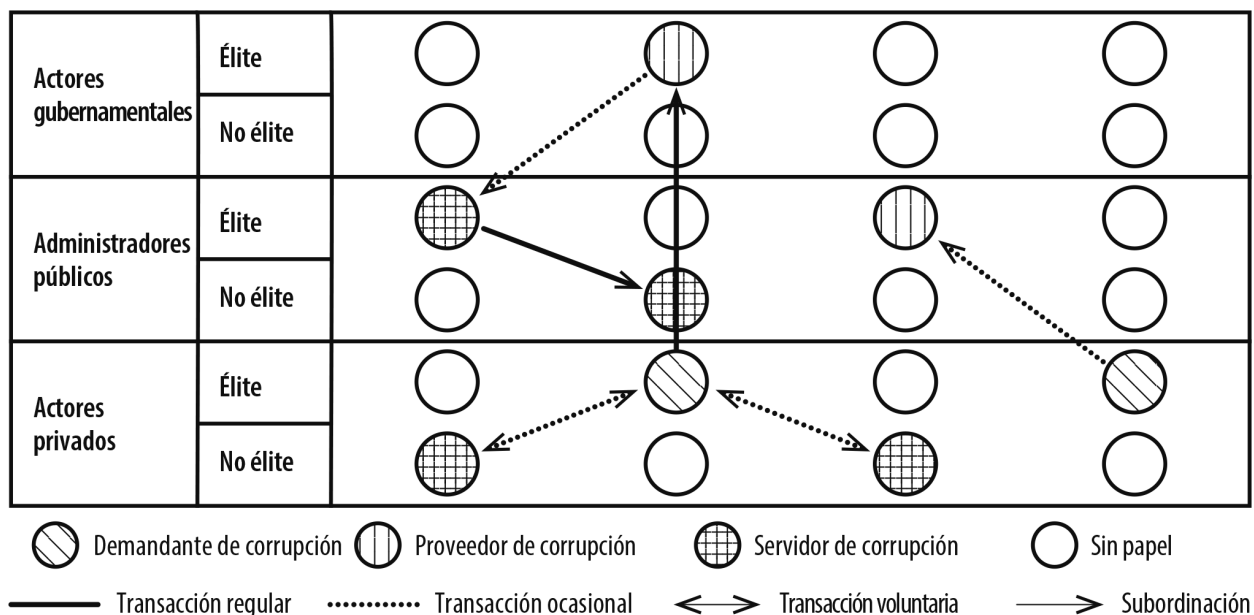 Actores
gubernamentales
Élite
No élite
Administradores
públicos
Élite
No élite
Actores
privados
Élite
No élite
Demandante de corrupción
Proveedor de corrupción
Servidor de corrupción
Sin papel
Transacción regular
Transacción ocasional
Transacción voluntaria
Subordinación